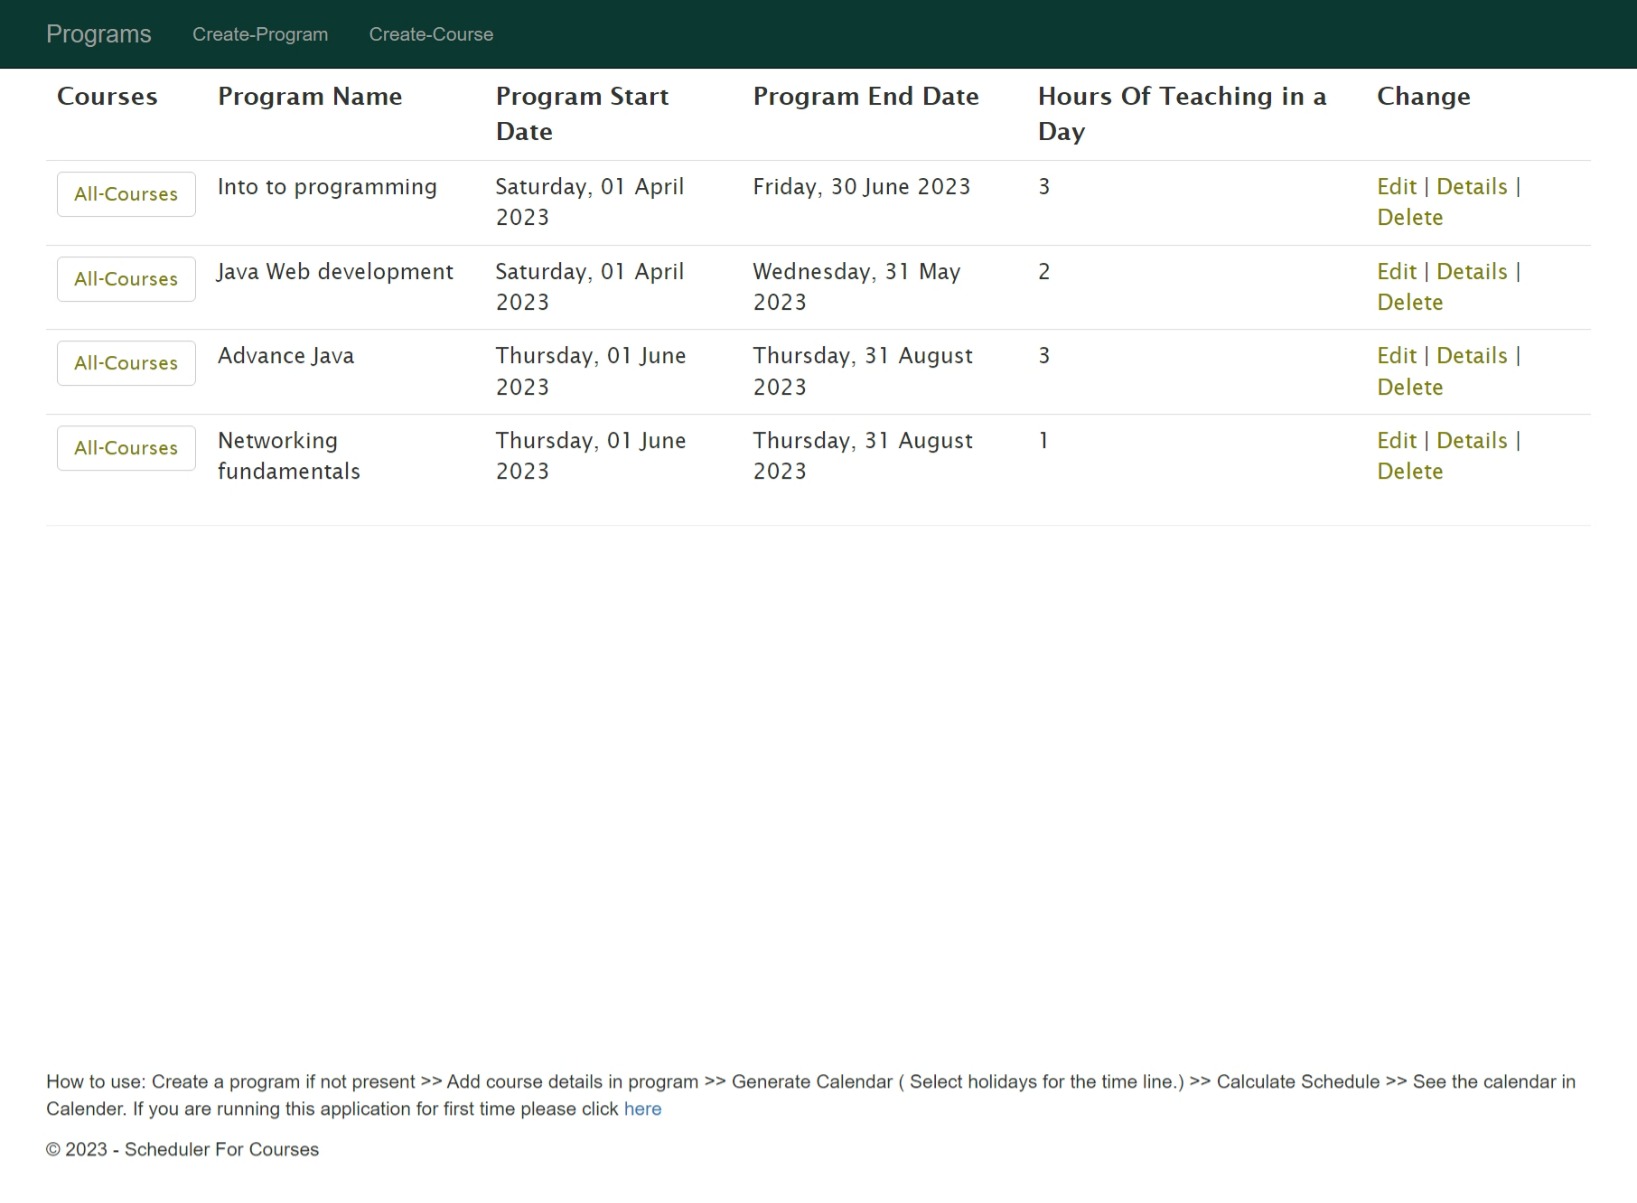 Programs Create-Program Create-Course
Courses Program Name Program Start Date Program End Date Hours Of Teaching in a Day Change
All-Courses Into to programming Saturday, 01 April 2023 Friday, 30 June 2023 3 Edit | Details | Delete
All-Courses Java Web development Saturday, 01 April 2023 Wednesday, 31 May 2023 2 Edit | Details | Delete
All-Courses Advance Java Thursday, 01 June 2023 Thursday, 31 August 2023 3 Edit | Details | Delete
All-Courses Networking fundamentals Thursday, 01 June 2023 Thursday, 31 August 2023 1 Edit | Details | Delete
How to use: Create a program if not present >> Add course details in program >> Generate Calendar ( Select holidays for the time line.) >> Calculate Schedule >> See the calendar in
Calender. If you are running this application for first time please click here
© 2023 - Scheduler For Courses